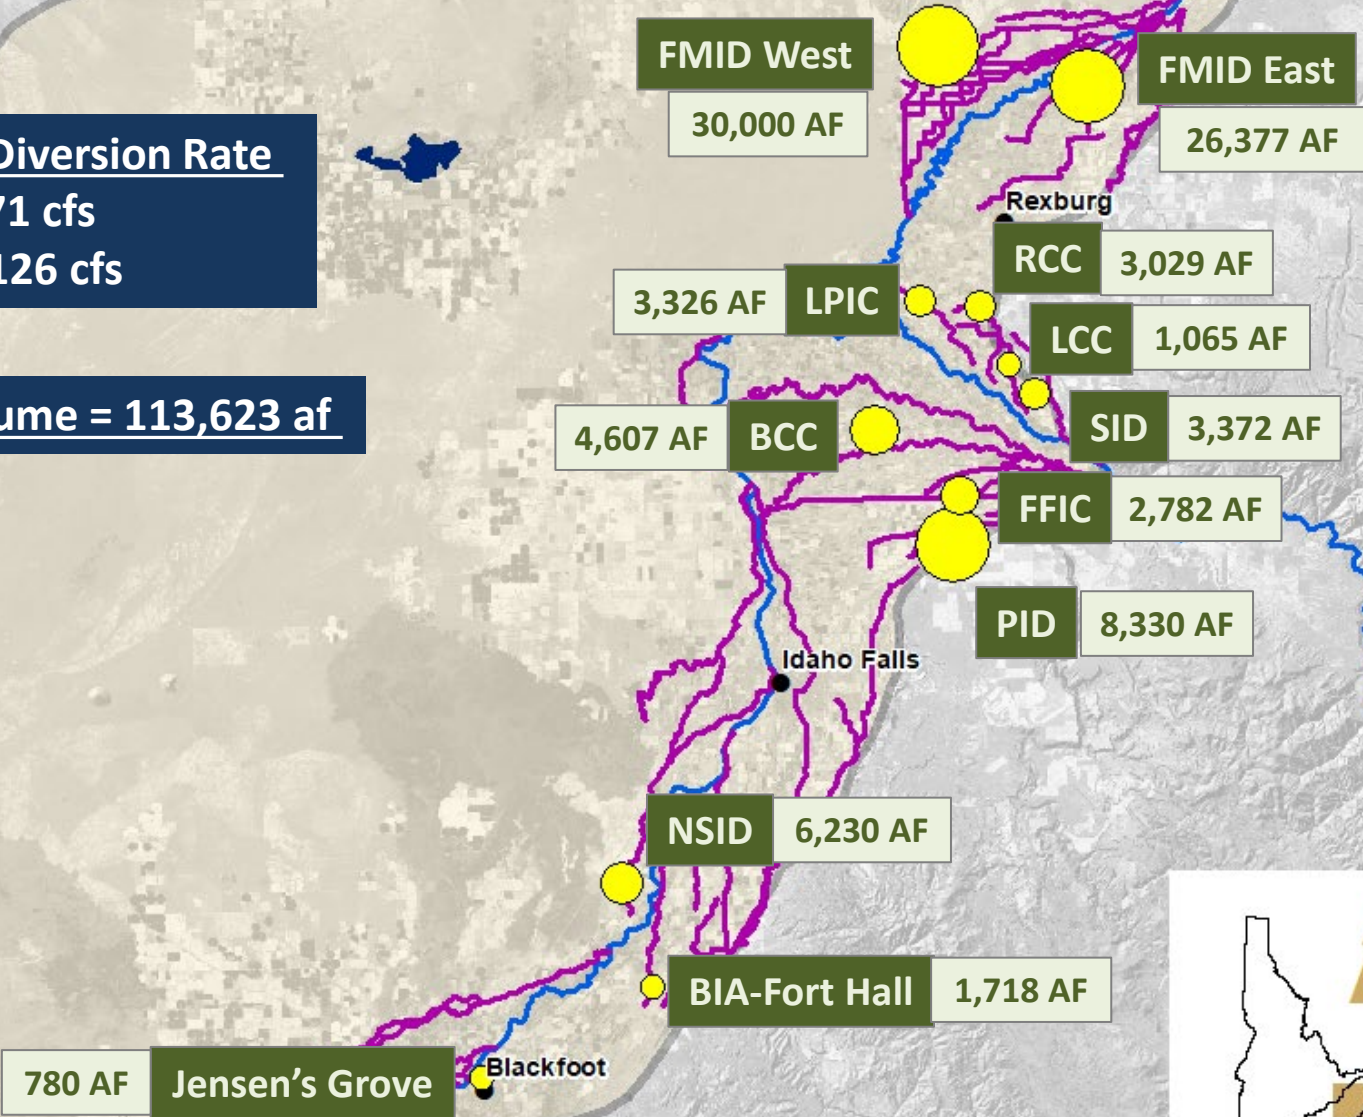 FMID West
30,000 AF
FMID East
26,377 AF
Diversion Rate
71 cfs
126 cfs
Rexburg
RCC 3,029 AF
3,326 AF LPIC
LCC 1,065 AF
ume = 113,623 af
4,607 AF BCC
SID 3,372 AF
FFIC 2,782 AF
PID 8,330 AF
Idaho Falls
NSID 6,230 AF
BIA-Fort Hall 1,718 AF
780 AF Jensen’s Grove
Blackfoot